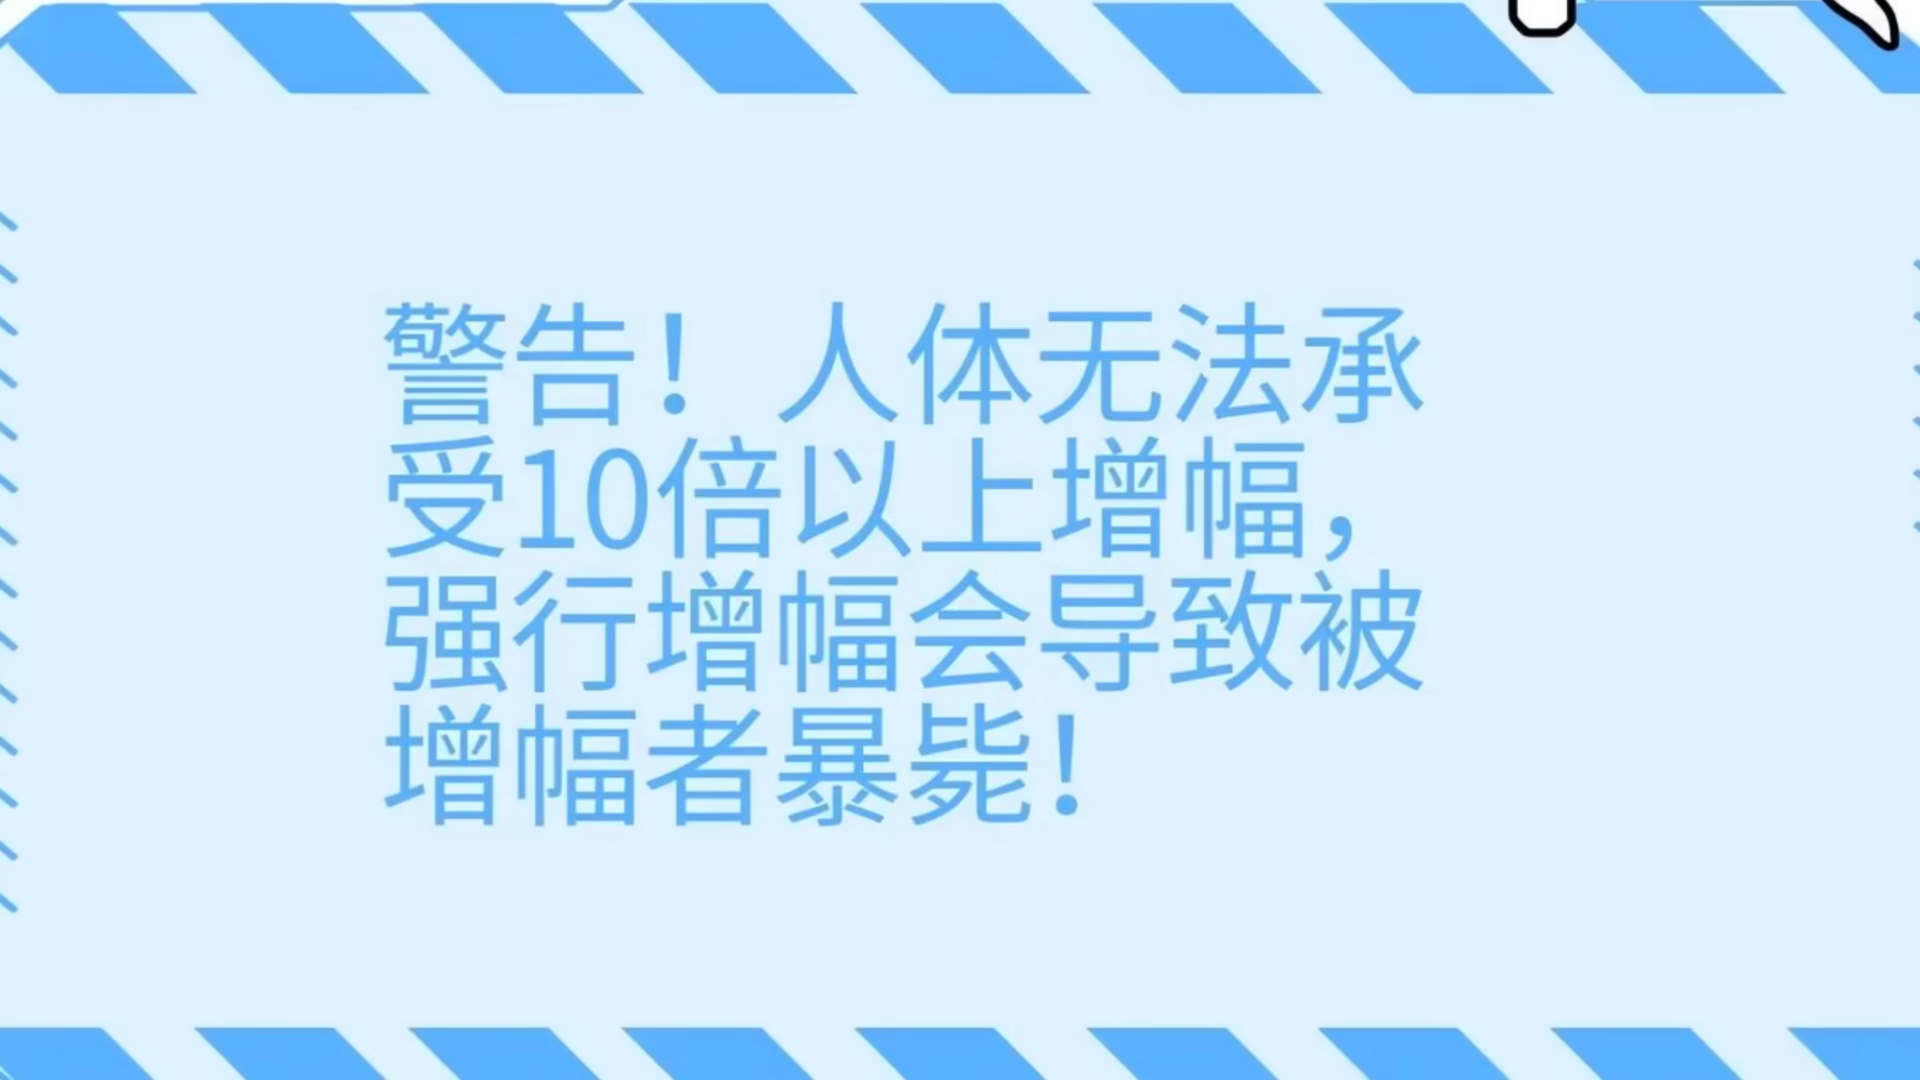 警告！人体无法承
受10倍以上增幅，
强行增幅会导致被
增幅者暴毙！